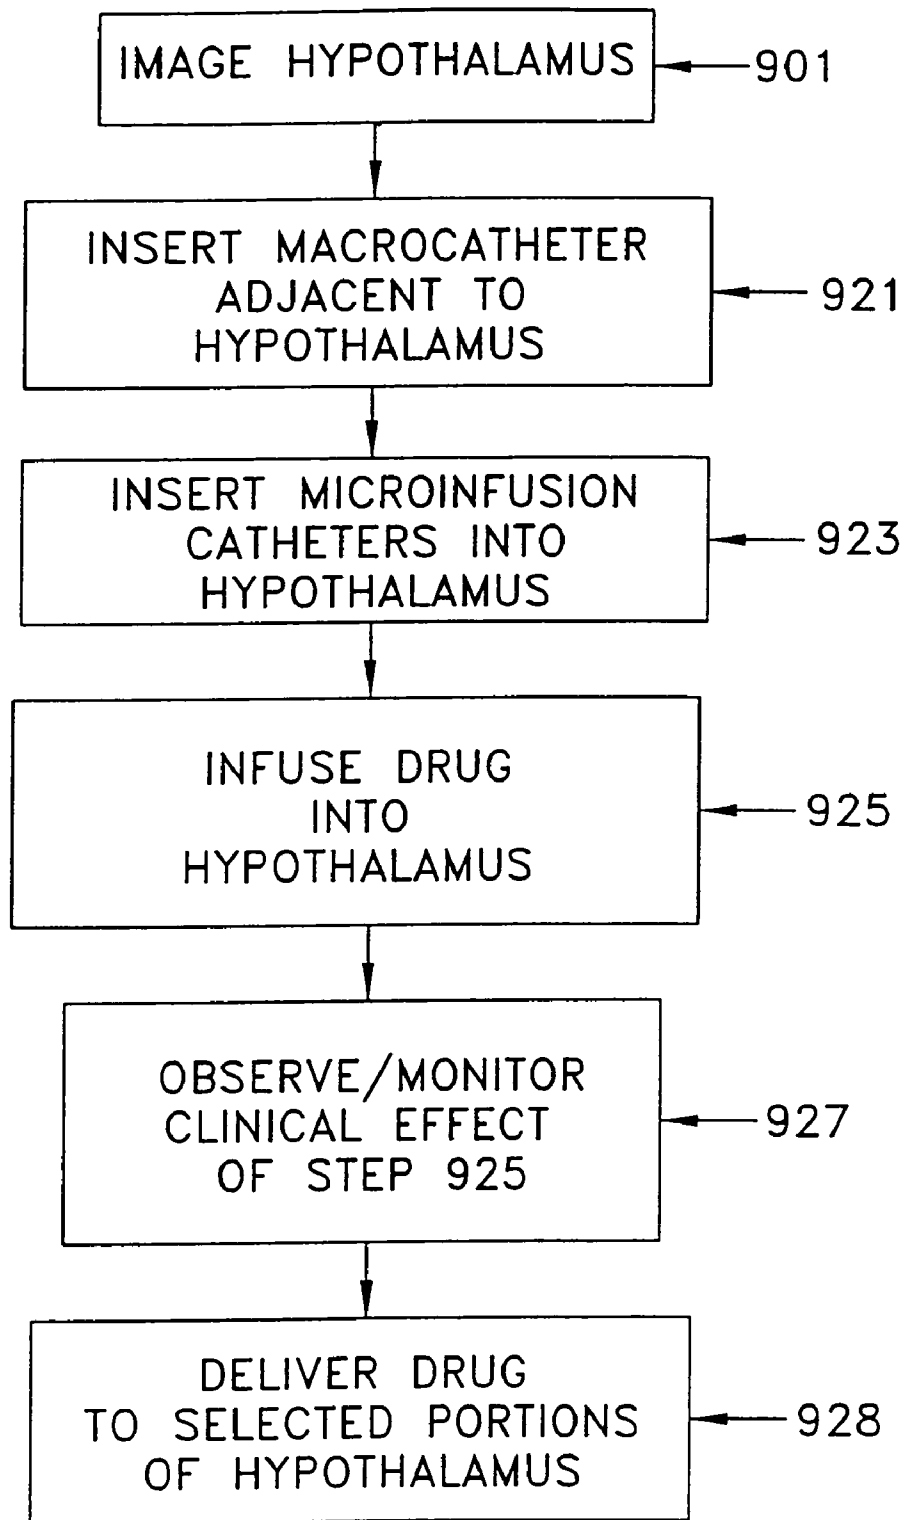 IMAGE HYPOTHALAMUS
901
INSERT MACROCATHETER
ADJACENT TO
HYPOTHALAMUS
921
INSERT MICROINFUSION
CATHETERS INTO
HYPOTHALAMUS
923
INFUSE DRUG
INTO
HYPOTHALAMUS
925
OBSERVE/MONITOR
CLINICAL EFFECT
OF STEP 925
927
DELIVER DRUG
TO SELECTED PORTIONS
OF HYPOTHALAMUS
928